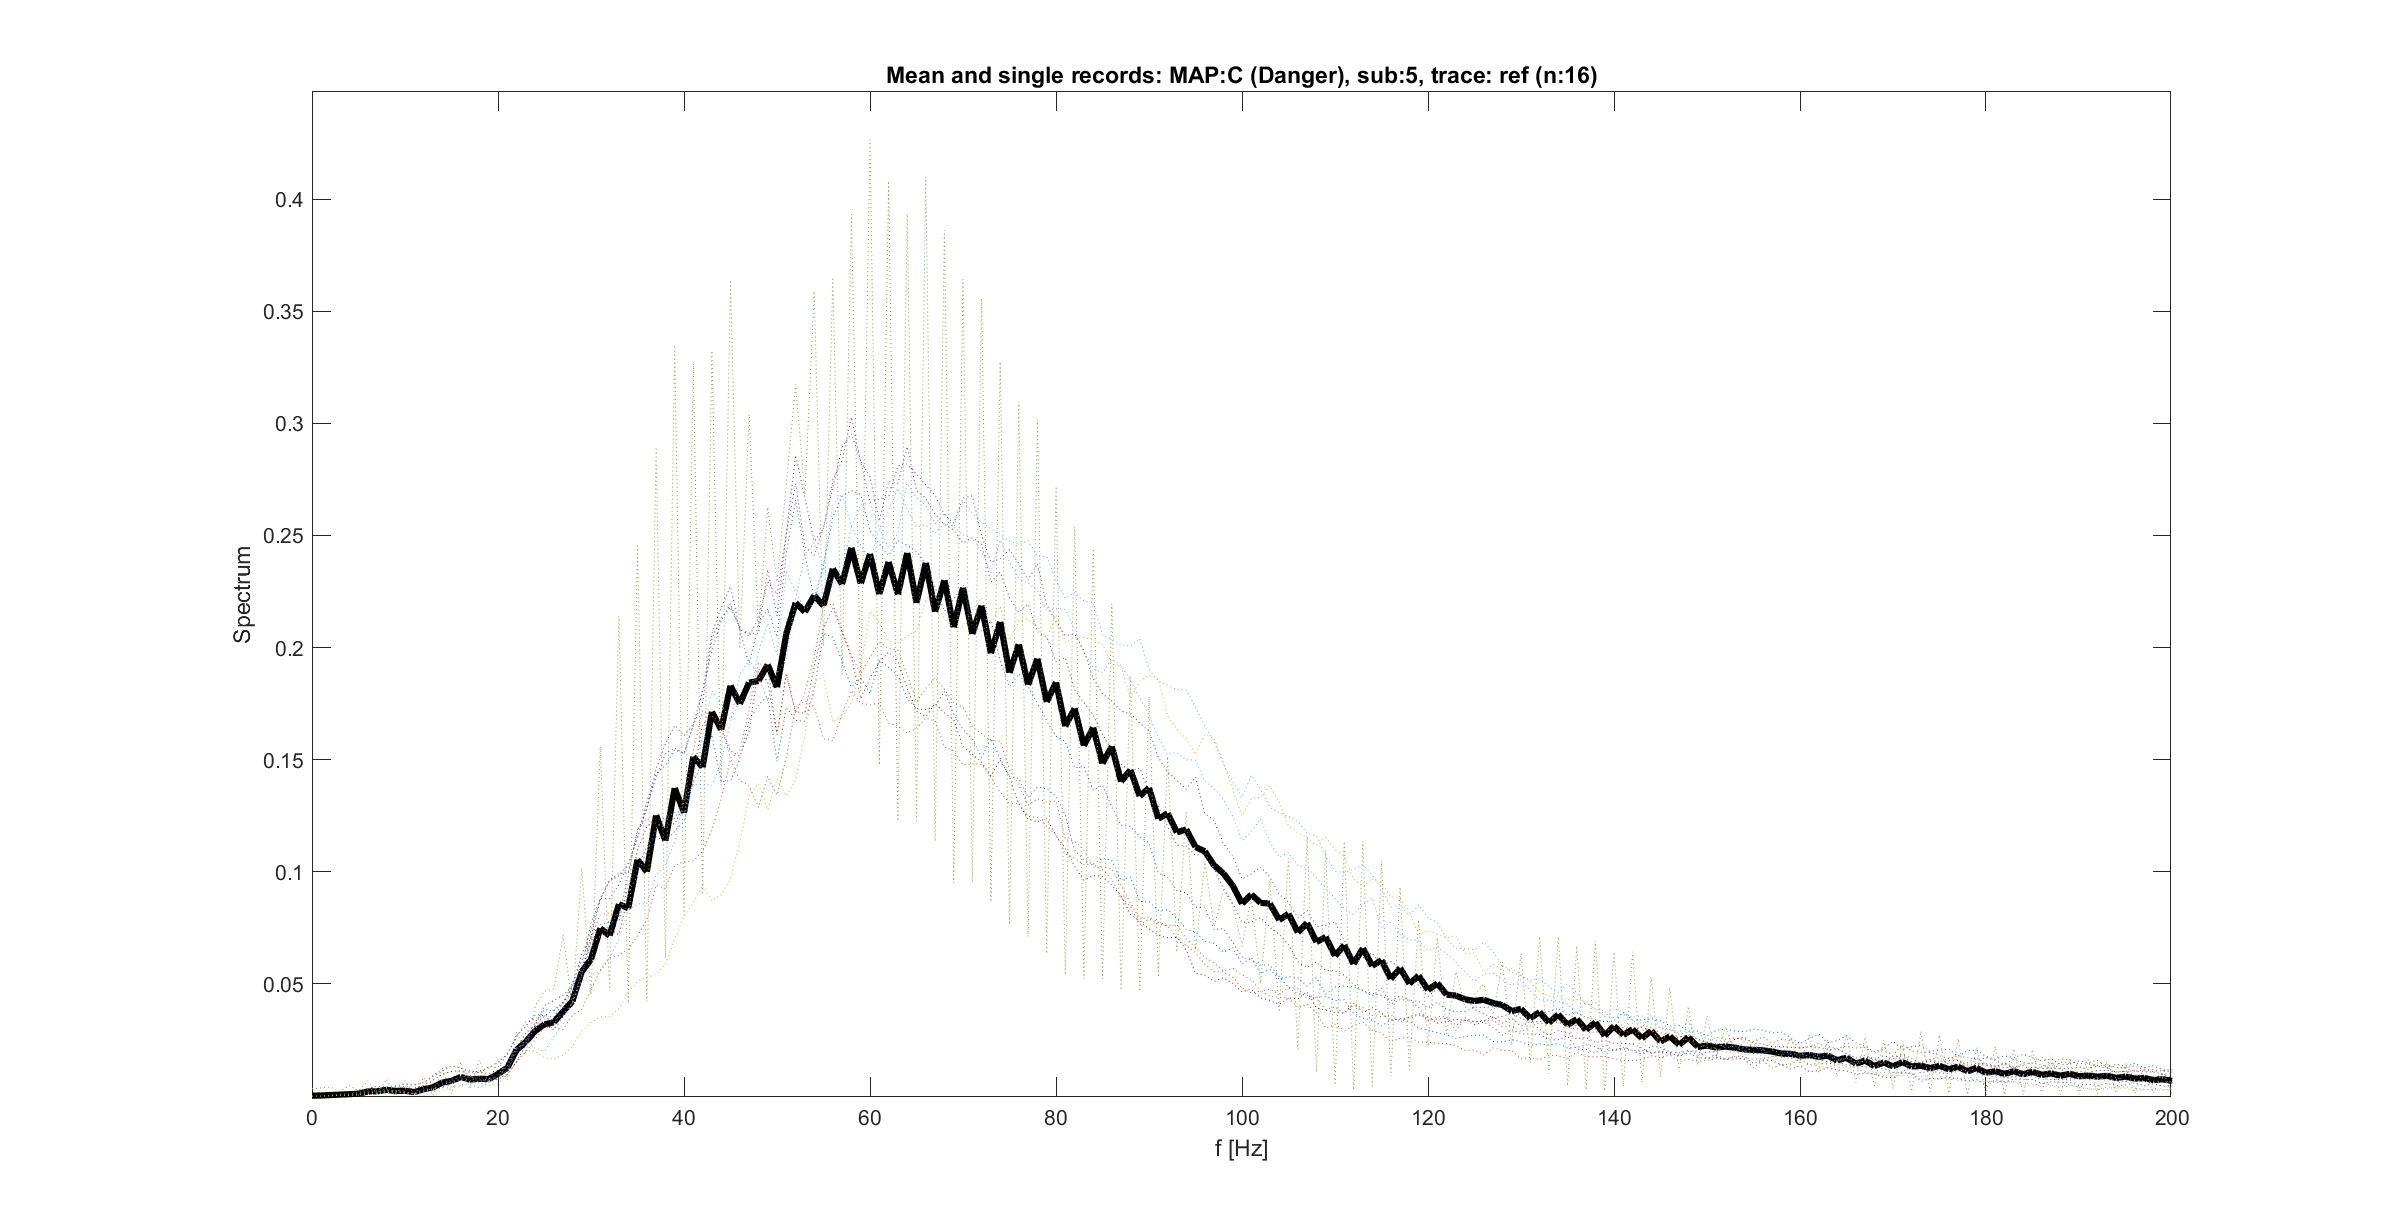 Mean and single records: MAP:C (Danger), sub:5, trace: ref (n:16)
0.4
0.35
0.3
0.25
0.2
0.15
0.1
0.05
Spectrum
0 20 40 60 80 100 120 140 160 180 200
f [Hz]